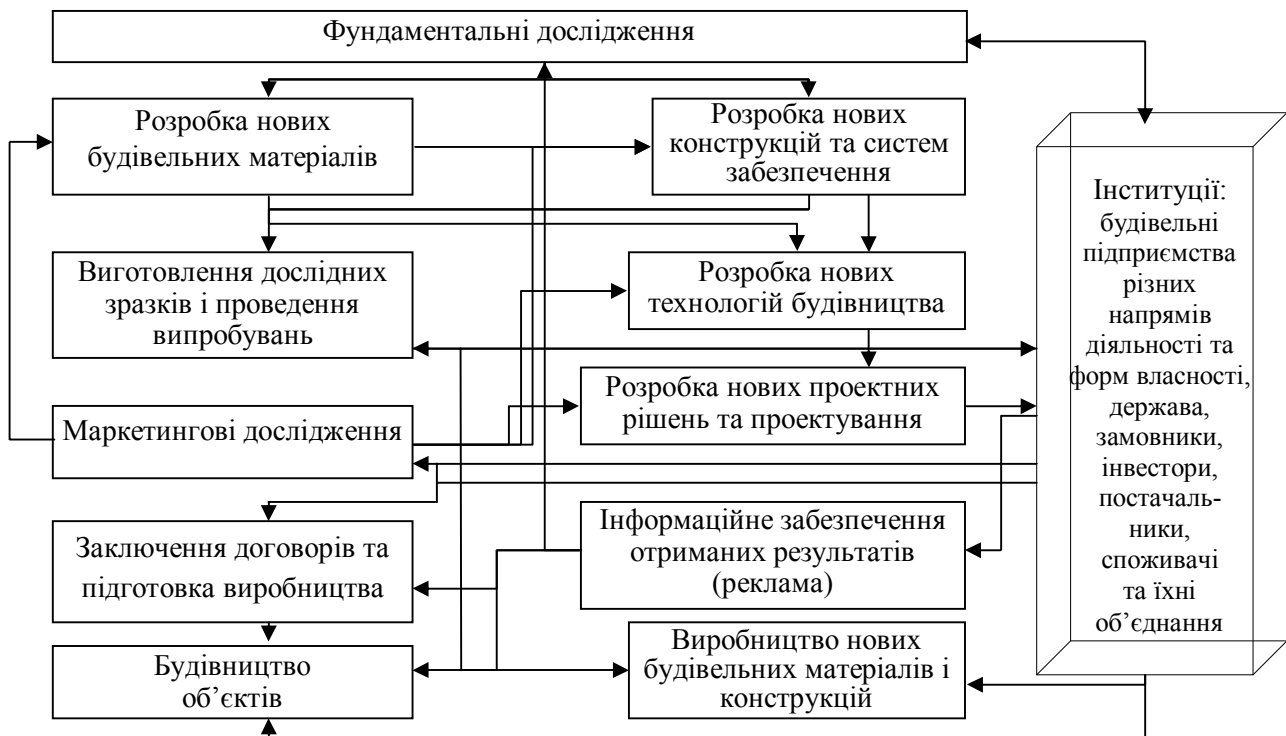 Фундаментальні дослідження
Розробка нових
будівельних матеріалів
Розробка нових
конструкцій та систем
забезпечення
Виготовлення дослідних
зразків і проведення
випробувань
Розробка нових
технологій будівництва
Розробка нових проектних
рішень та проектування
Маркетингові дослідження
Заключення договорів та
підготовка виробництва
Інформаційне забезпечення
отриманих результатів
(реклама)
Будівництво
об’єктів
Виробництво нових
будівельних матеріалів і
конструкцій
Інституції:
будівельні
підприємства
різних
напрямів
діяльності та
форм власності,
держава,
замовники,
інвестори,
постачаль-
ники,
споживачі
та їхні
об’єднання